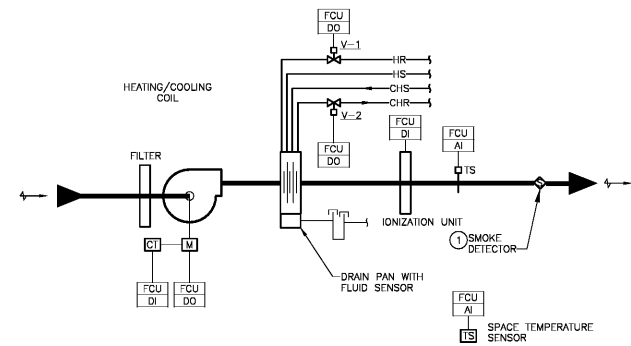 FCU
DO
V-1
HR
HS
CHS
CHR
V-2
FCU
DO
HEATING/COOLING
COIL
FCU
DI
FCU
AI
TS
FILTER
IONIZATION UNIT
S
1
SMOKE
DETECTOR
CT
M
FCU
DI
FCU
DO
DRAIN PAN WITH
FLUID SENSOR
FCU
AI
TS
SPACE TEMPERATURE
SENSOR